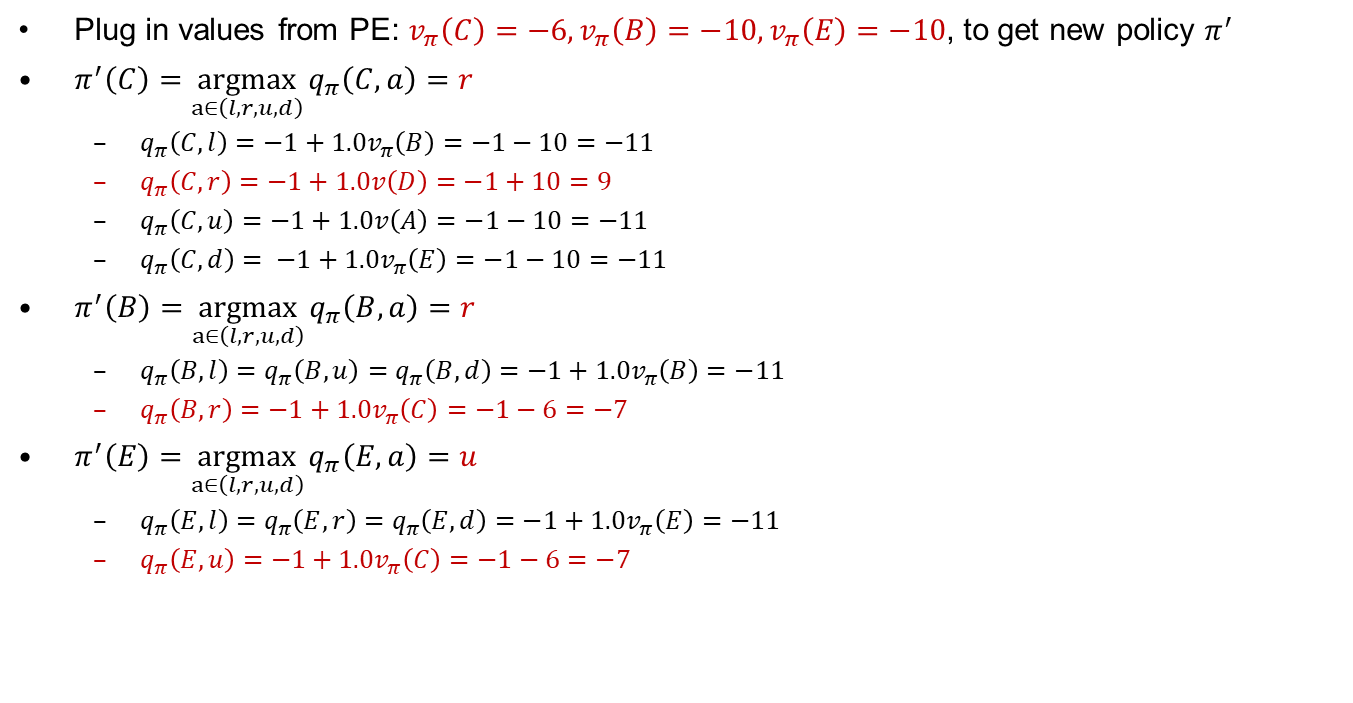 • Plug in values from PE: 𝑣𝜋(𝐶) = −6, 𝑣𝜋(𝐵) = −10, 𝑣𝜋(𝐸) = −10, to get new policy 𝜋′
• 𝜋′(𝐶) = argmax 𝑞𝜋(𝐶, 𝑎) = 𝑟
a∈(𝑙,𝑟,𝑢,𝑑)
– 𝑞𝜋(𝐶, 𝑙) = −1 + 1.0𝑣𝜋(𝐵) = −1 − 10 = −11
– 𝑞𝜋(𝐶, 𝑟) = −1 + 1.0𝑣(𝐷) = −1 + 10 = 9
– 𝑞𝜋(𝐶, 𝑢) = −1 + 1.0𝑣(𝐴) = −1 − 10 = −11
– 𝑞𝜋(𝐶, 𝑑) = −1 + 1.0𝑣𝜋(𝐸) = −1 − 10 = −11
• 𝜋′(𝐵) = argmax 𝑞𝜋(𝐵, 𝑎) = 𝑟
a∈(𝑙,𝑟,𝑢,𝑑)
– 𝑞𝜋(𝐵, 𝑙) = 𝑞𝜋(𝐵, 𝑢) = 𝑞𝜋(𝐵, 𝑑) = −1 + 1.0𝑣𝜋(𝐵) = −11
– 𝑞𝜋(𝐵, 𝑟) = −1 + 1.0𝑣𝜋(𝐶) = −1 − 6 = −7
• 𝜋′(𝐸) = argmax 𝑞𝜋(𝐸, 𝑎) = 𝑢
a∈(𝑙,𝑟,𝑢,𝑑)
– 𝑞𝜋(𝐸, 𝑙) = 𝑞𝜋(𝐸, 𝑟) = 𝑞𝜋(𝐸, 𝑑) = −1 + 1.0𝑣𝜋(𝐸) = −11
– 𝑞𝜋(𝐸, 𝑢) = −1 + 1.0𝑣𝜋(𝐶) = −1 − 6 = −7